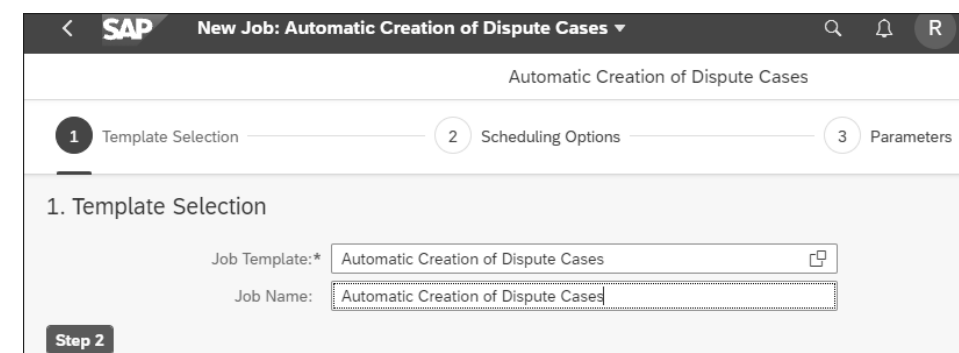 SAP New Job: Automatic Creation of Dispute Cases R
Automatic Creation of Dispute Cases
1 Template Selection 2 Scheduling Options 3 Parameters
1. Template Selection
Job Template:* Automatic Creation of Dispute Cases
Job Name: Automatic Creation of Dispute Cases
Step 2